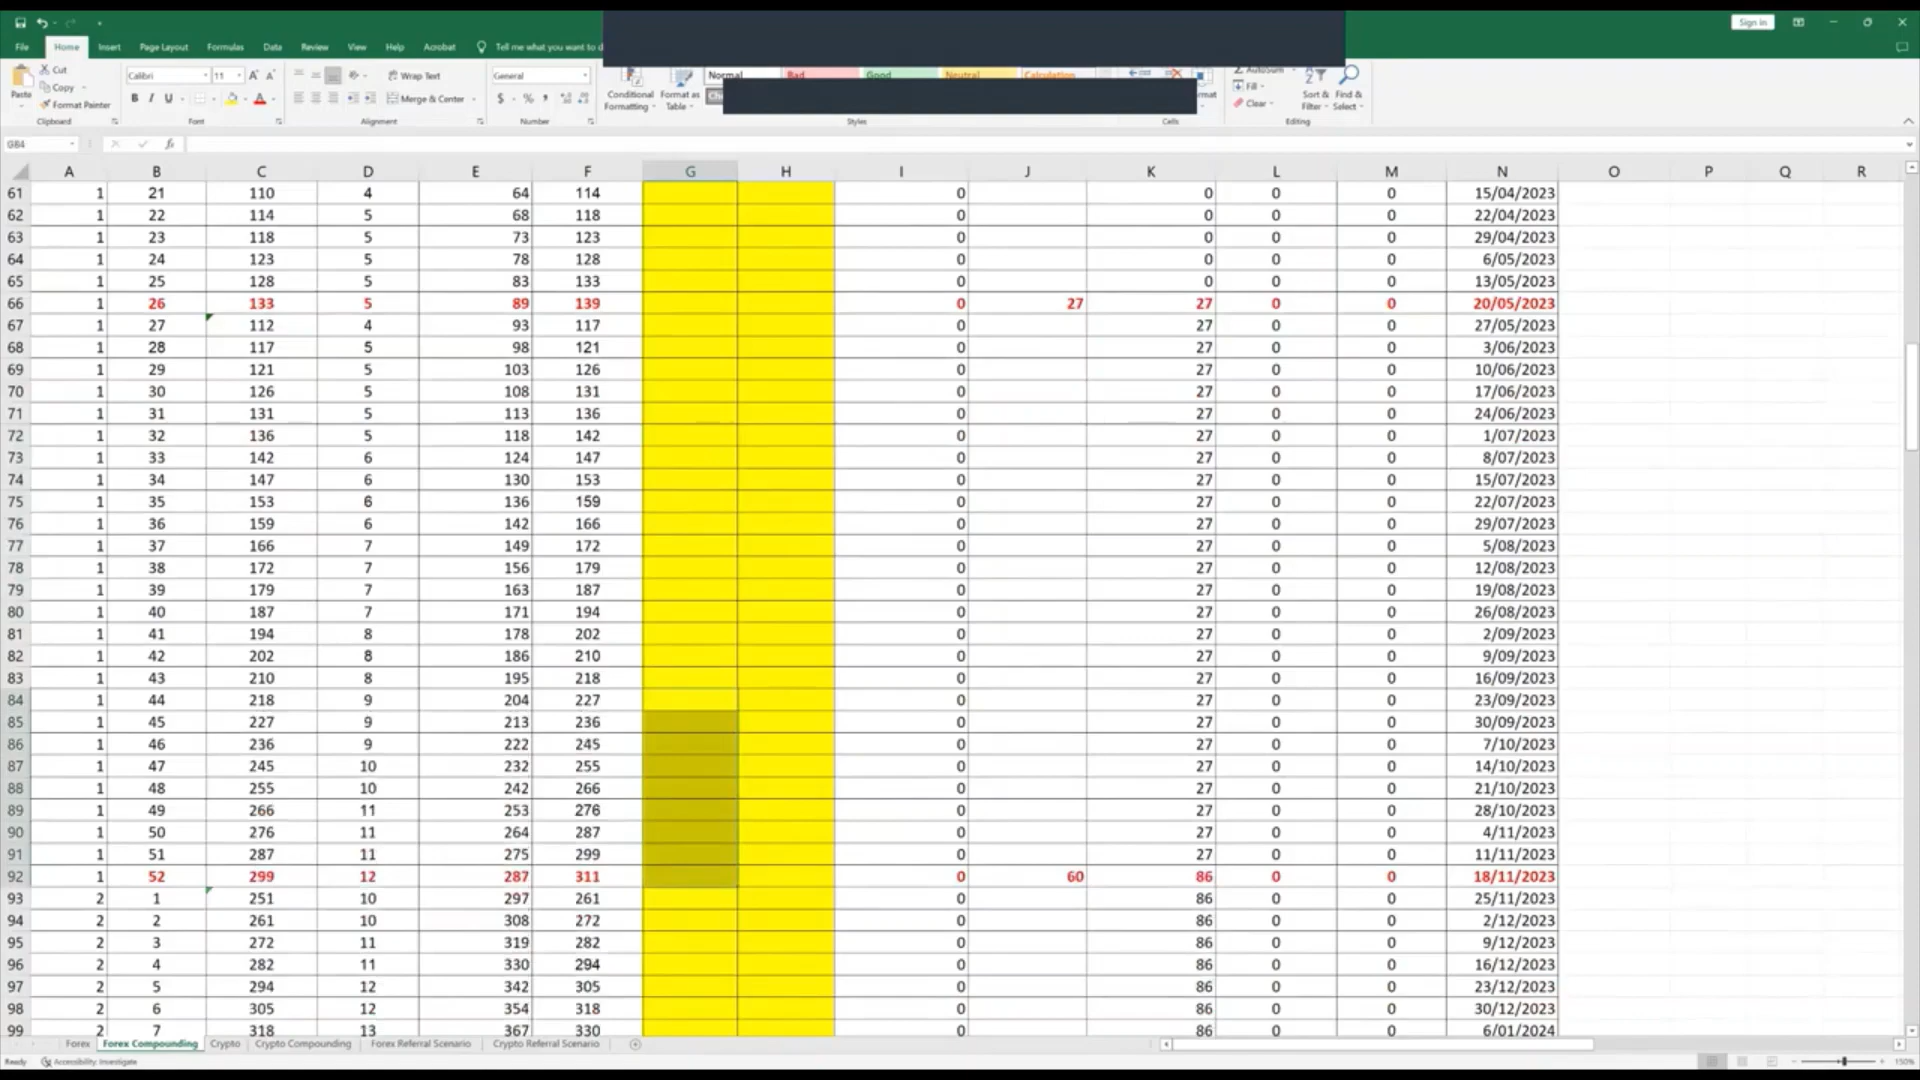 Sign in
File Home Insert Page Layout Formulas Data Review View Help Acrobat Tell me what you want to d
Paste Cut Copy Format Painter
Calibri 11 A A B I U A
Wrap Text Merge & Center
General $ % ,
Conditional Formatting Format as Table
Normal Bad Good Neutral Calculation
AutoSum Fill Clear Sort & Filter Find & Select
Clipboard Font Alignment Number Styles Cells Editing
G84 fx
A B C D E F G H I J K L M N O P Q R
61 1 21 110 4 64 114 0 0 0 0 15/04/2023
62 1 22 114 5 68 118 0 0 0 0 22/04/2023
63 1 23 118 5 73 123 0 0 0 0 29/04/2023
64 1 24 123 5 78 128 0 0 0 0 6/05/2023
65 1 25 128 5 83 133 0 0 0 0 13/05/2023
66 1 26 133 5 89 139 0 27 27 0 0 20/05/2023
67 1 27 112 4 93 117 0 27 0 0 27/05/2023
68 1 28 117 5 98 121 0 27 0 0 3/06/2023
69 1 29 121 5 103 126 0 27 0 0 10/06/2023
70 1 30 126 5 108 131 0 27 0 0 17/06/2023
71 1 31 131 5 113 136 0 27 0 0 24/06/2023
72 1 32 136 5 118 142 0 27 0 0 1/07/2023
73 1 33 142 6 124 147 0 27 0 0 8/07/2023
74 1 34 147 6 130 153 0 27 0 0 15/07/2023
75 1 35 153 6 136 159 0 27 0 0 22/07/2023
76 1 36 159 6 142 166 0 27 0 0 29/07/2023
77 1 37 166 7 149 172 0 27 0 0 5/08/2023
78 1 38 172 7 156 179 0 27 0 0 12/08/2023
79 1 39 179 7 163 187 0 27 0 0 19/08/2023
80 1 40 187 7 171 194 0 27 0 0 26/08/2023
81 1 41 194 8 178 202 0 27 0 0 2/09/2023
82 1 42 202 8 186 210 0 27 0 0 9/09/2023
83 1 43 210 8 195 218 0 27 0 0 16/09/2023
84 1 44 218 9 204 227 0 27 0 0 23/09/2023
85 1 45 227 9 213 236 0 27 0 0 30/09/2023
86 1 46 236 9 222 245 0 27 0 0 7/10/2023
87 1 47 245 10 232 255 0 27 0 0 14/10/2023
88 1 48 255 10 242 266 0 27 0 0 21/10/2023
89 1 49 266 11 253 276 0 27 0 0 28/10/2023
90 1 50 276 11 264 287 0 27 0 0 4/11/2023
91 1 51 287 11 275 299 0 27 0 0 11/11/2023
92 1 52 299 12 287 311 0 60 86 0 0 18/11/2023
93 2 1 251 10 297 261 0 86 0 0 25/11/2023
94 2 2 261 10 308 272 0 86 0 0 2/12/2023
95 2 3 272 11 319 282 0 86 0 0 9/12/2023
96 2 4 282 11 330 294 0 86 0 0 16/12/2023
97 2 5 294 12 342 305 0 86 0 0 23/12/2023
98 2 6 305 12 354 318 0 86 0 0 30/12/2023
99 2 7 318 13 367 330 0 86 0 0 6/01/2024
Forex Forex Compounding Crypto Crypto Compounding Forex Referral Scenario Crypto Referral Scenario
Ready Accessibility: Investigate 150%